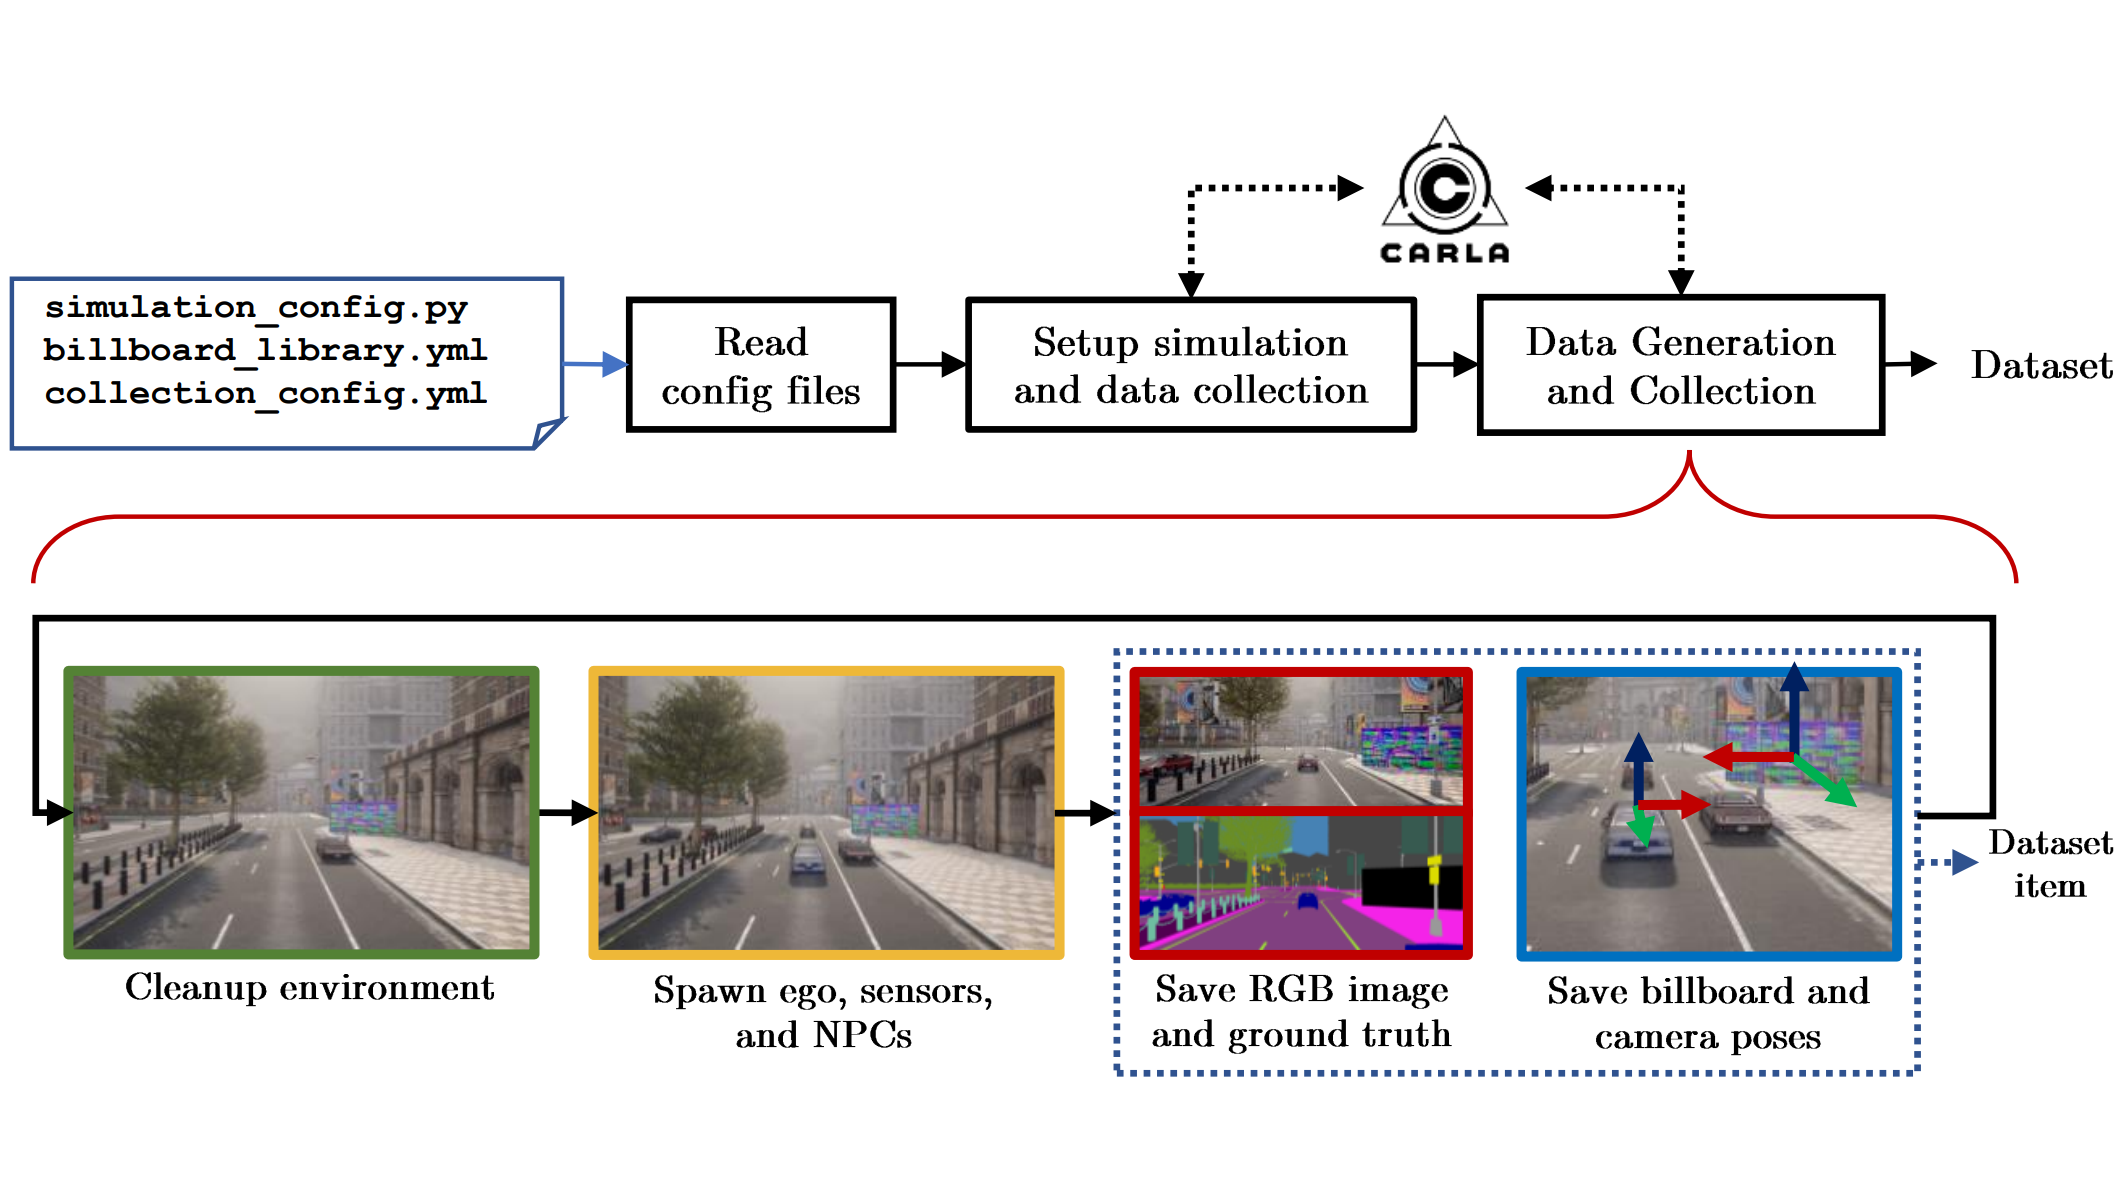 CARLA
simulation_config.py
billboard_library.yml
collection_config.yml
Read
config files
Setup simulation
and data collection
Data Generation
and Collection
Dataset
Dataset
item
Cleanup environment
Spawn ego, sensors,
and NPCs
Save RGB image
and ground truth
Save billboard and
camera poses